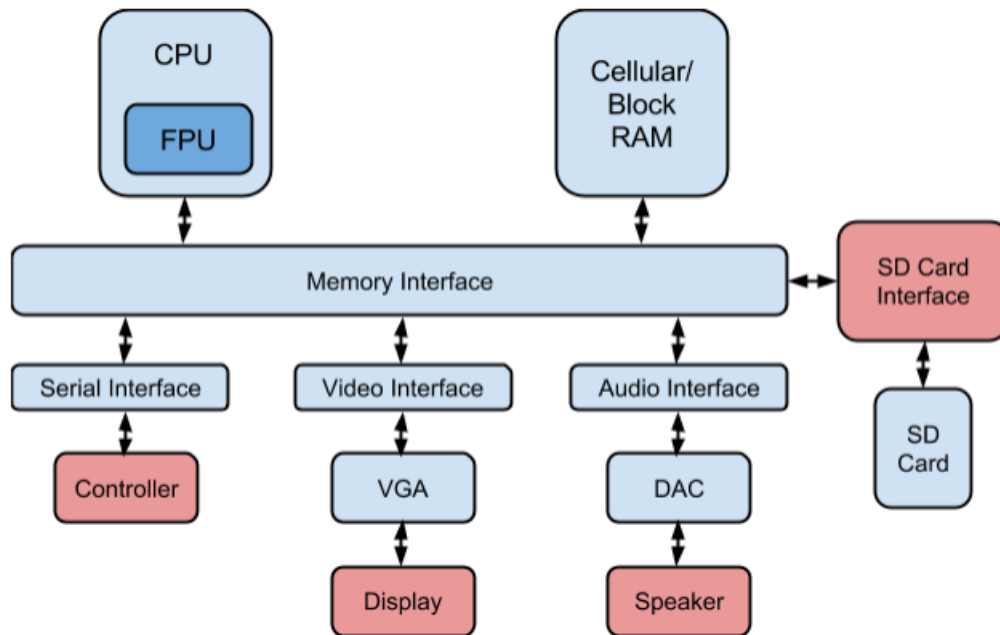 CPU
FPU
Cellular/
Block
RAM
Memory Interface
SD Card
Interface
Serial Interface
Video Interface
Audio Interface
SD
Card
Controller
VGA
DAC
Display
Speaker